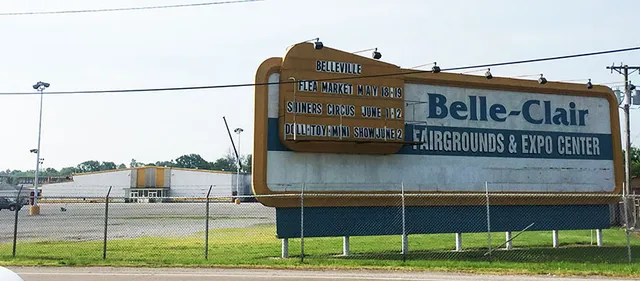 BELLEVILLE
FLEA MARKET MAY 18-19
SHINERS CIRCUS JUNE 1-2
DOLL-TOY-MINI SHOW JUNE 2
Belle-Clair
FAIRGROUNDS & EXPO CENTER